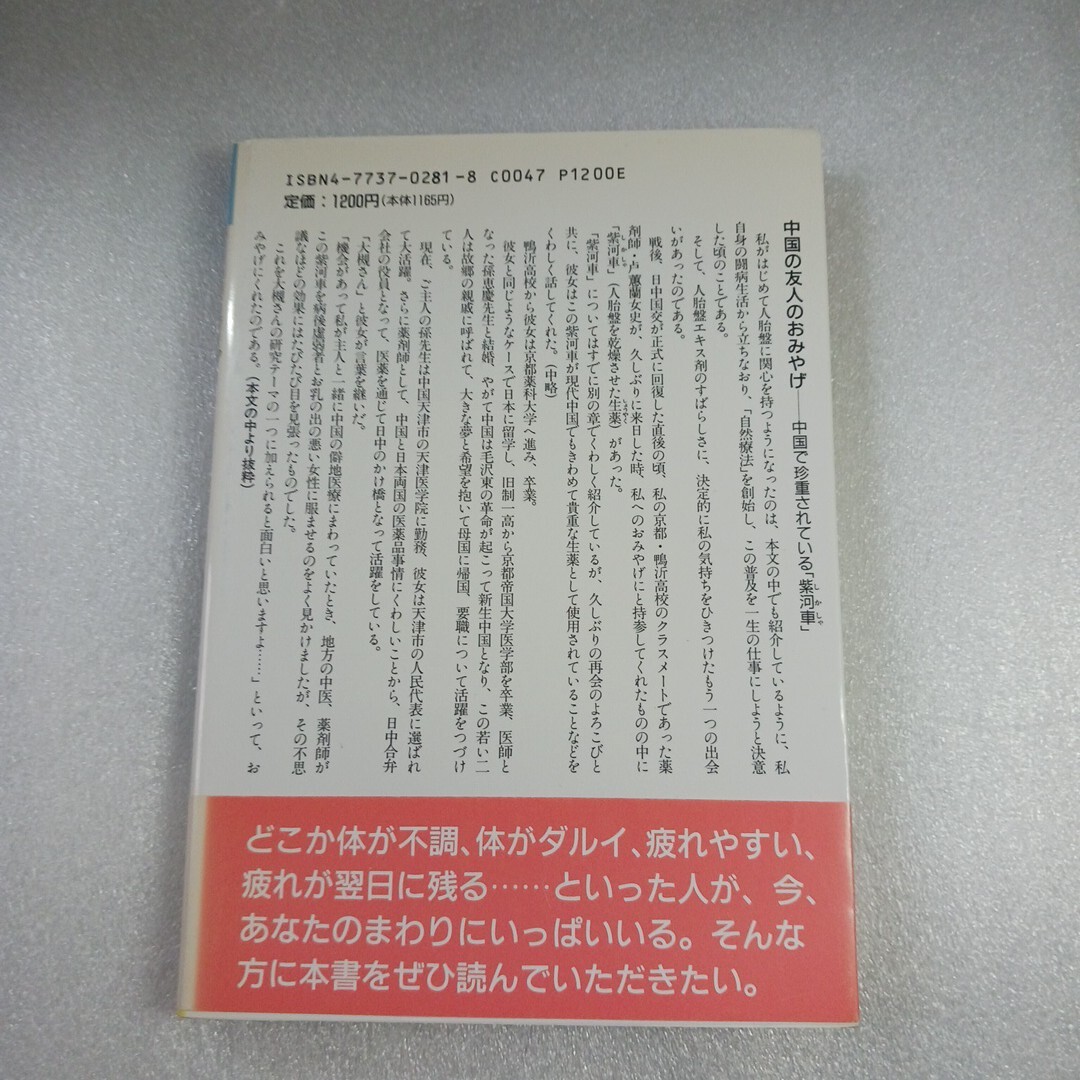 ISBN4-7737-0281-8 C0047 P1200E
定価：1200円(本体1165円)
中国の友人のおみやげ——中国で珍重されている「紫河車」
しかしゃ
私がはじめて人胎盤に関心を持つようになったのは、本文の中でも紹介しているように、私
自身の闘病生活から立ちなおり、「自然療法」を創始し、この普及を一生の仕事にしようと決意
した頃のことである。
そして、人胎盤エキス剤のすばらしさに、決定的に私の気持ちをひきつけたもう一つの出会
いがあったのである。
戦後、日中国交が正式に回復した直後の頃、私の京都・鴨沂高校のクラスメートであった薬
剤師・卢蕙蘭女史が、久しぶりに来日した時、私へのおみやげにと持参してくれたものの中に
しかしゃ
「紫河車」（人胎盤を乾燥させた生薬）があった。
しょうやく
「紫河車」についてはすでに別の章でくわしく紹介しているが、久しぶりの再会のよろこびと
共に、彼女はこの紫河車が現代中国でもきわめて貴重な生薬として使用されていることなどを
くわしく話してくれた。（中略）
鴨沂高校から彼女は京都薬科大学へ進み、卒業。
彼女と同じようなケースで日本に留学し、旧制一高から京都帝国大学医学部を卒業、医師と
なった孫恵慶先生と結婚、やがて中国は毛沢東の革命が起こって新生中国となり、この若い二
人は故郷の親戚に呼ばれて、大きな夢と希望を抱いて母国に帰国、要職について活躍をつづけ
ている。
現在、ご主人の孫先生は中国天津市の天津医学院に勤務、彼女は天津市の人民代表に選ばれ
て大活躍。さらに薬剤師として、中国と日本両国の医薬品事情にくわしいことから、日中合弁
会社の役員となって、医薬を通じて日中のかけ橋となって活躍をしている。
「大槻さん」と彼女が言葉を継いだ。
「機会があって私が主人と一緒に中国の僻地医療にまわっていたとき、地方の中医、薬剤師が
この紫河車を病後虚弱者とお乳の出の悪い女性に服ませるのをよく見かけましたが、その不思
議なほどの効果にはたびたび目を見張ったものでした。
これを大槻さんの研究テーマの一つに加えられると面白いと思いますよ……」といって、お
みやげにくれたのである。（本文の中より抜粋）
どこか体が不調、体がダルイ、疲れやすい、
疲れが翌日に残る……といった人が、今、
あなたのまわりにいっぱいいる。そんな
方に本書をぜひ読んでいただきたい。